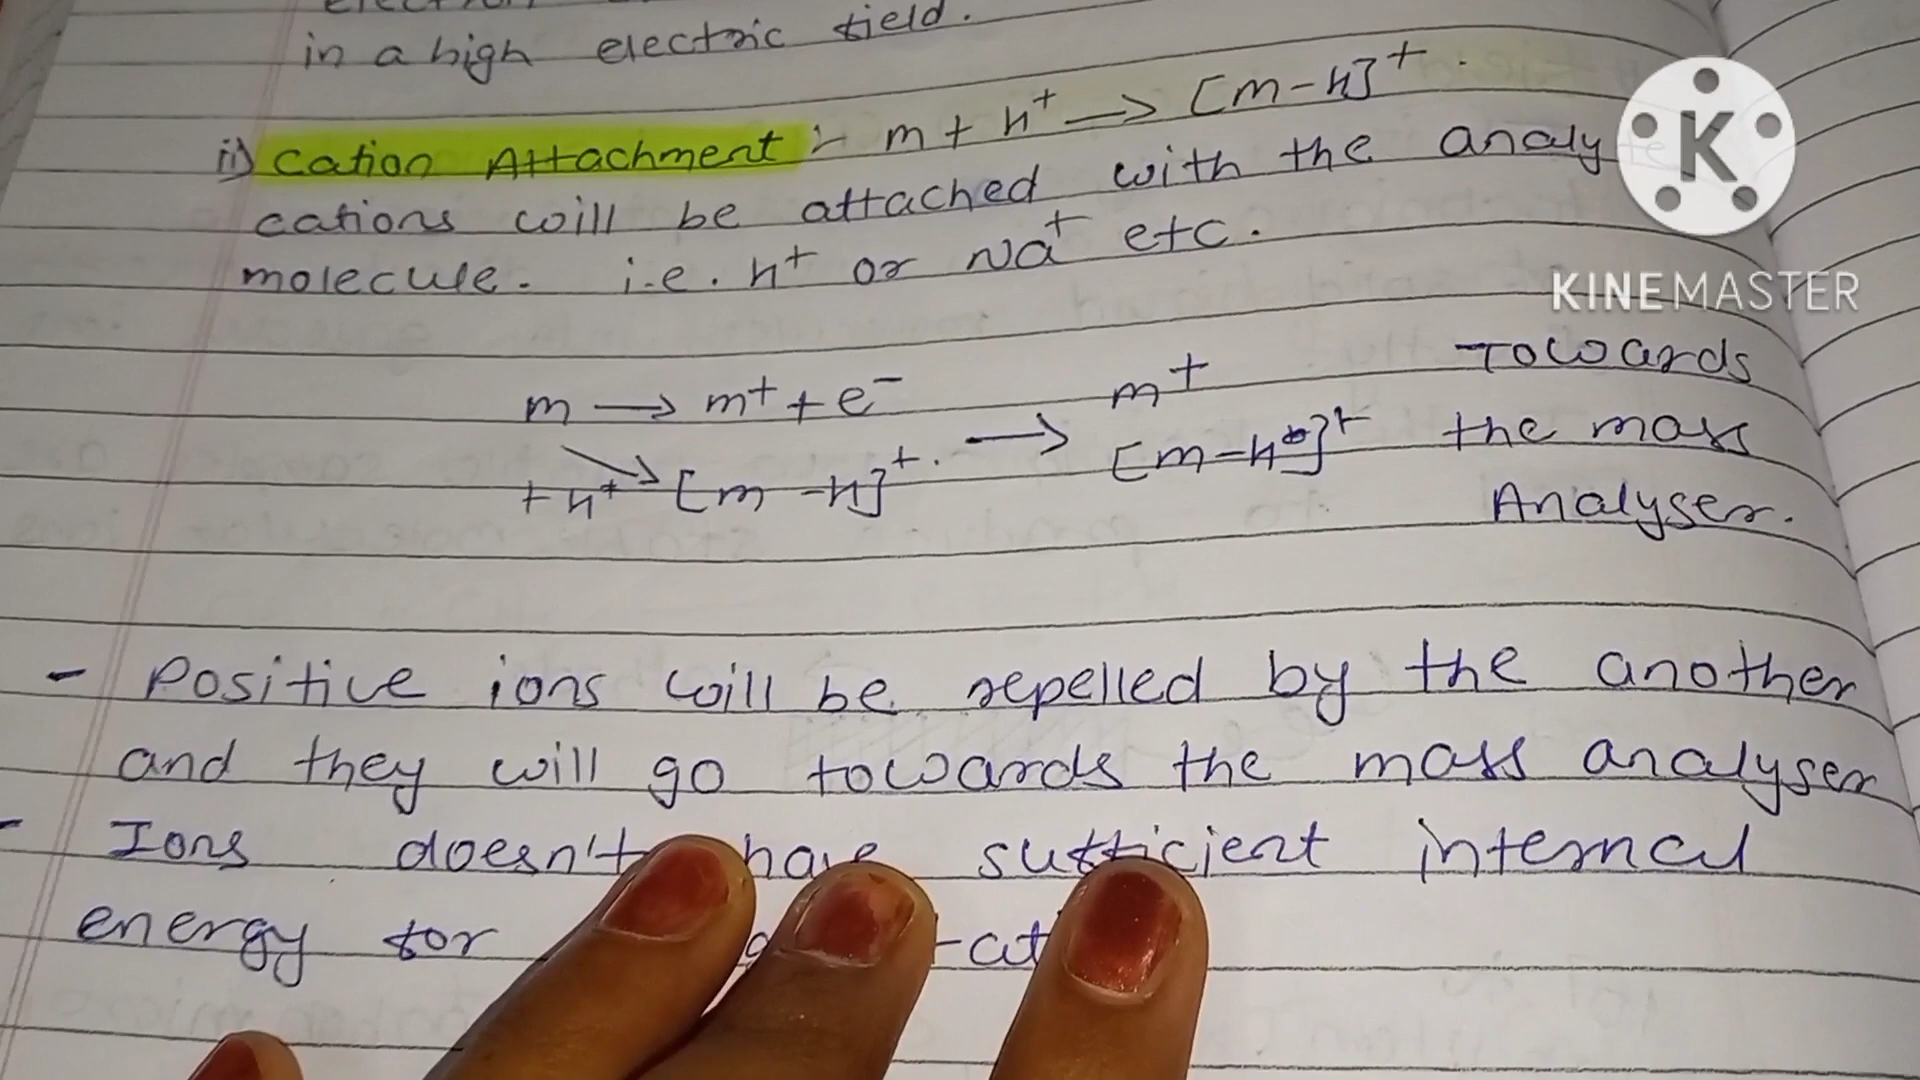 in a high electric field.
ii) Cation Attachment :- m + H⁺ → [m-H]⁺.
cations will be attached with the analy
molecule. i.e. H⁺ or Na⁺ etc.
KINEMASTER
m → m⁺ + e⁻ → m⁺ Towards
+ H⁺ [m-H]⁺. [m-H]⁺ the mass
Analyser.
- Positive ions will be repelled by the another
and they will go towards the mass analyser
- Ions doesn't have sufficient internal
energy for